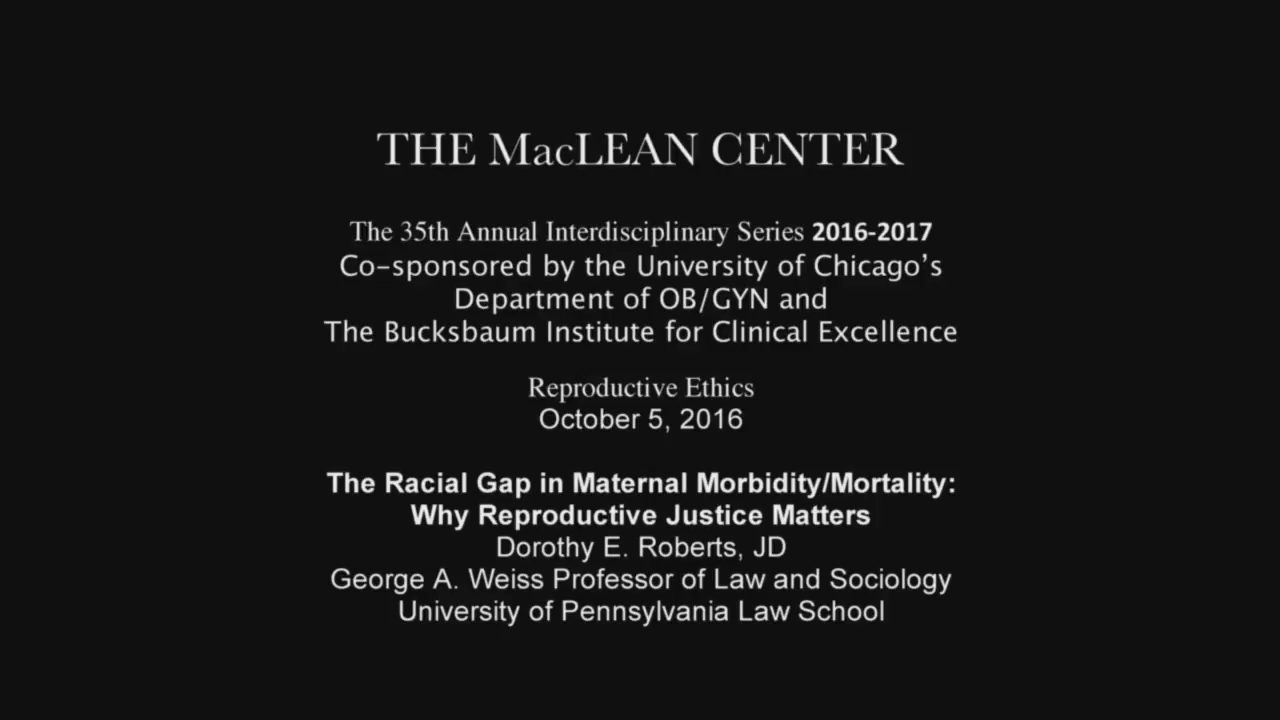 THE MacLEAN CENTER
The 35th Annual Interdisciplinary Series 2016-2017
Co-sponsored by the University of Chicago's
Department of OB/GYN and
The Bucksbaum Institute for Clinical Excellence
Reproductive Ethics
October 5, 2016
The Racial Gap in Maternal Morbidity/Mortality:
Why Reproductive Justice Matters
Dorothy E. Roberts, JD
George A. Weiss Professor of Law and Sociology
University of Pennsylvania Law School